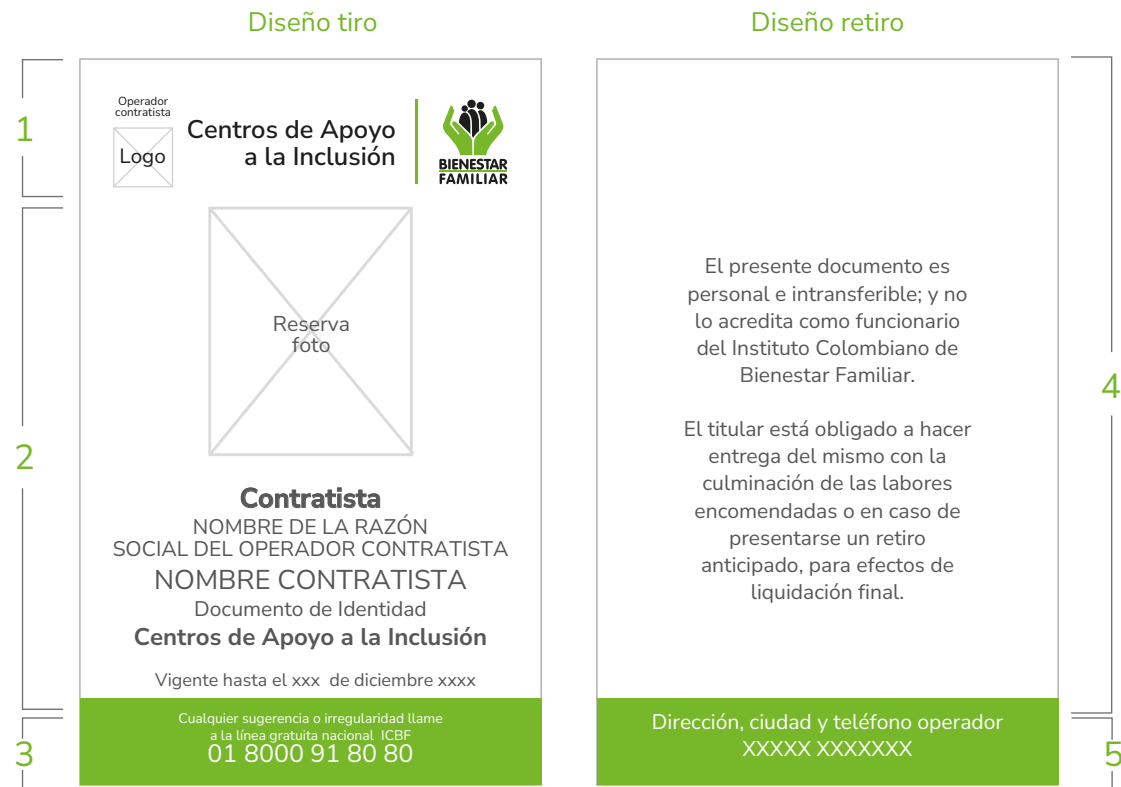 Diseño tiro
1
Operador
contratista
Logo
Centros de Apoyo
a la Inclusión
BIENESTAR
FAMILIAR
2
Reserva
foto
Contratista
NOMBRE DE LA RAZÓN
SOCIAL DEL OPERADOR CONTRATISTA
NOMBRE CONTRATISTA
Documento de Identidad
Centros de Apoyo a la Inclusión
Vigente hasta el xxx de diciembre xxxx
3
Cualquier sugerencia o irregularidad llame
a la línea gratuita nacional ICBF
01 8000 91 80 80
Diseño retiro
El presente documento es
personal e intransferible; y no
lo acredita como funcionario
del Instituto Colombiano de
Bienestar Familiar.
El titular está obligado a hacer
entrega del mismo con la
culminación de las labores
encomendadas o en caso de
presentarse un retiro
anticipado, para efectos de
liquidación final.
4
Dirección, ciudad y teléfono operador
XXXXX XXXXXXX
5